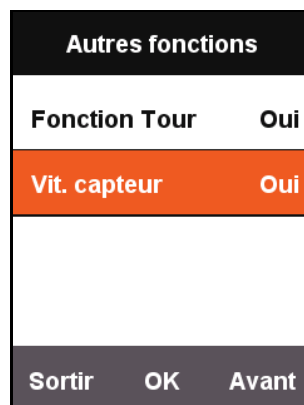 Autres fonctions
Fonction Tour Oui
Vit. capteur Oui
Sortir OK Avant